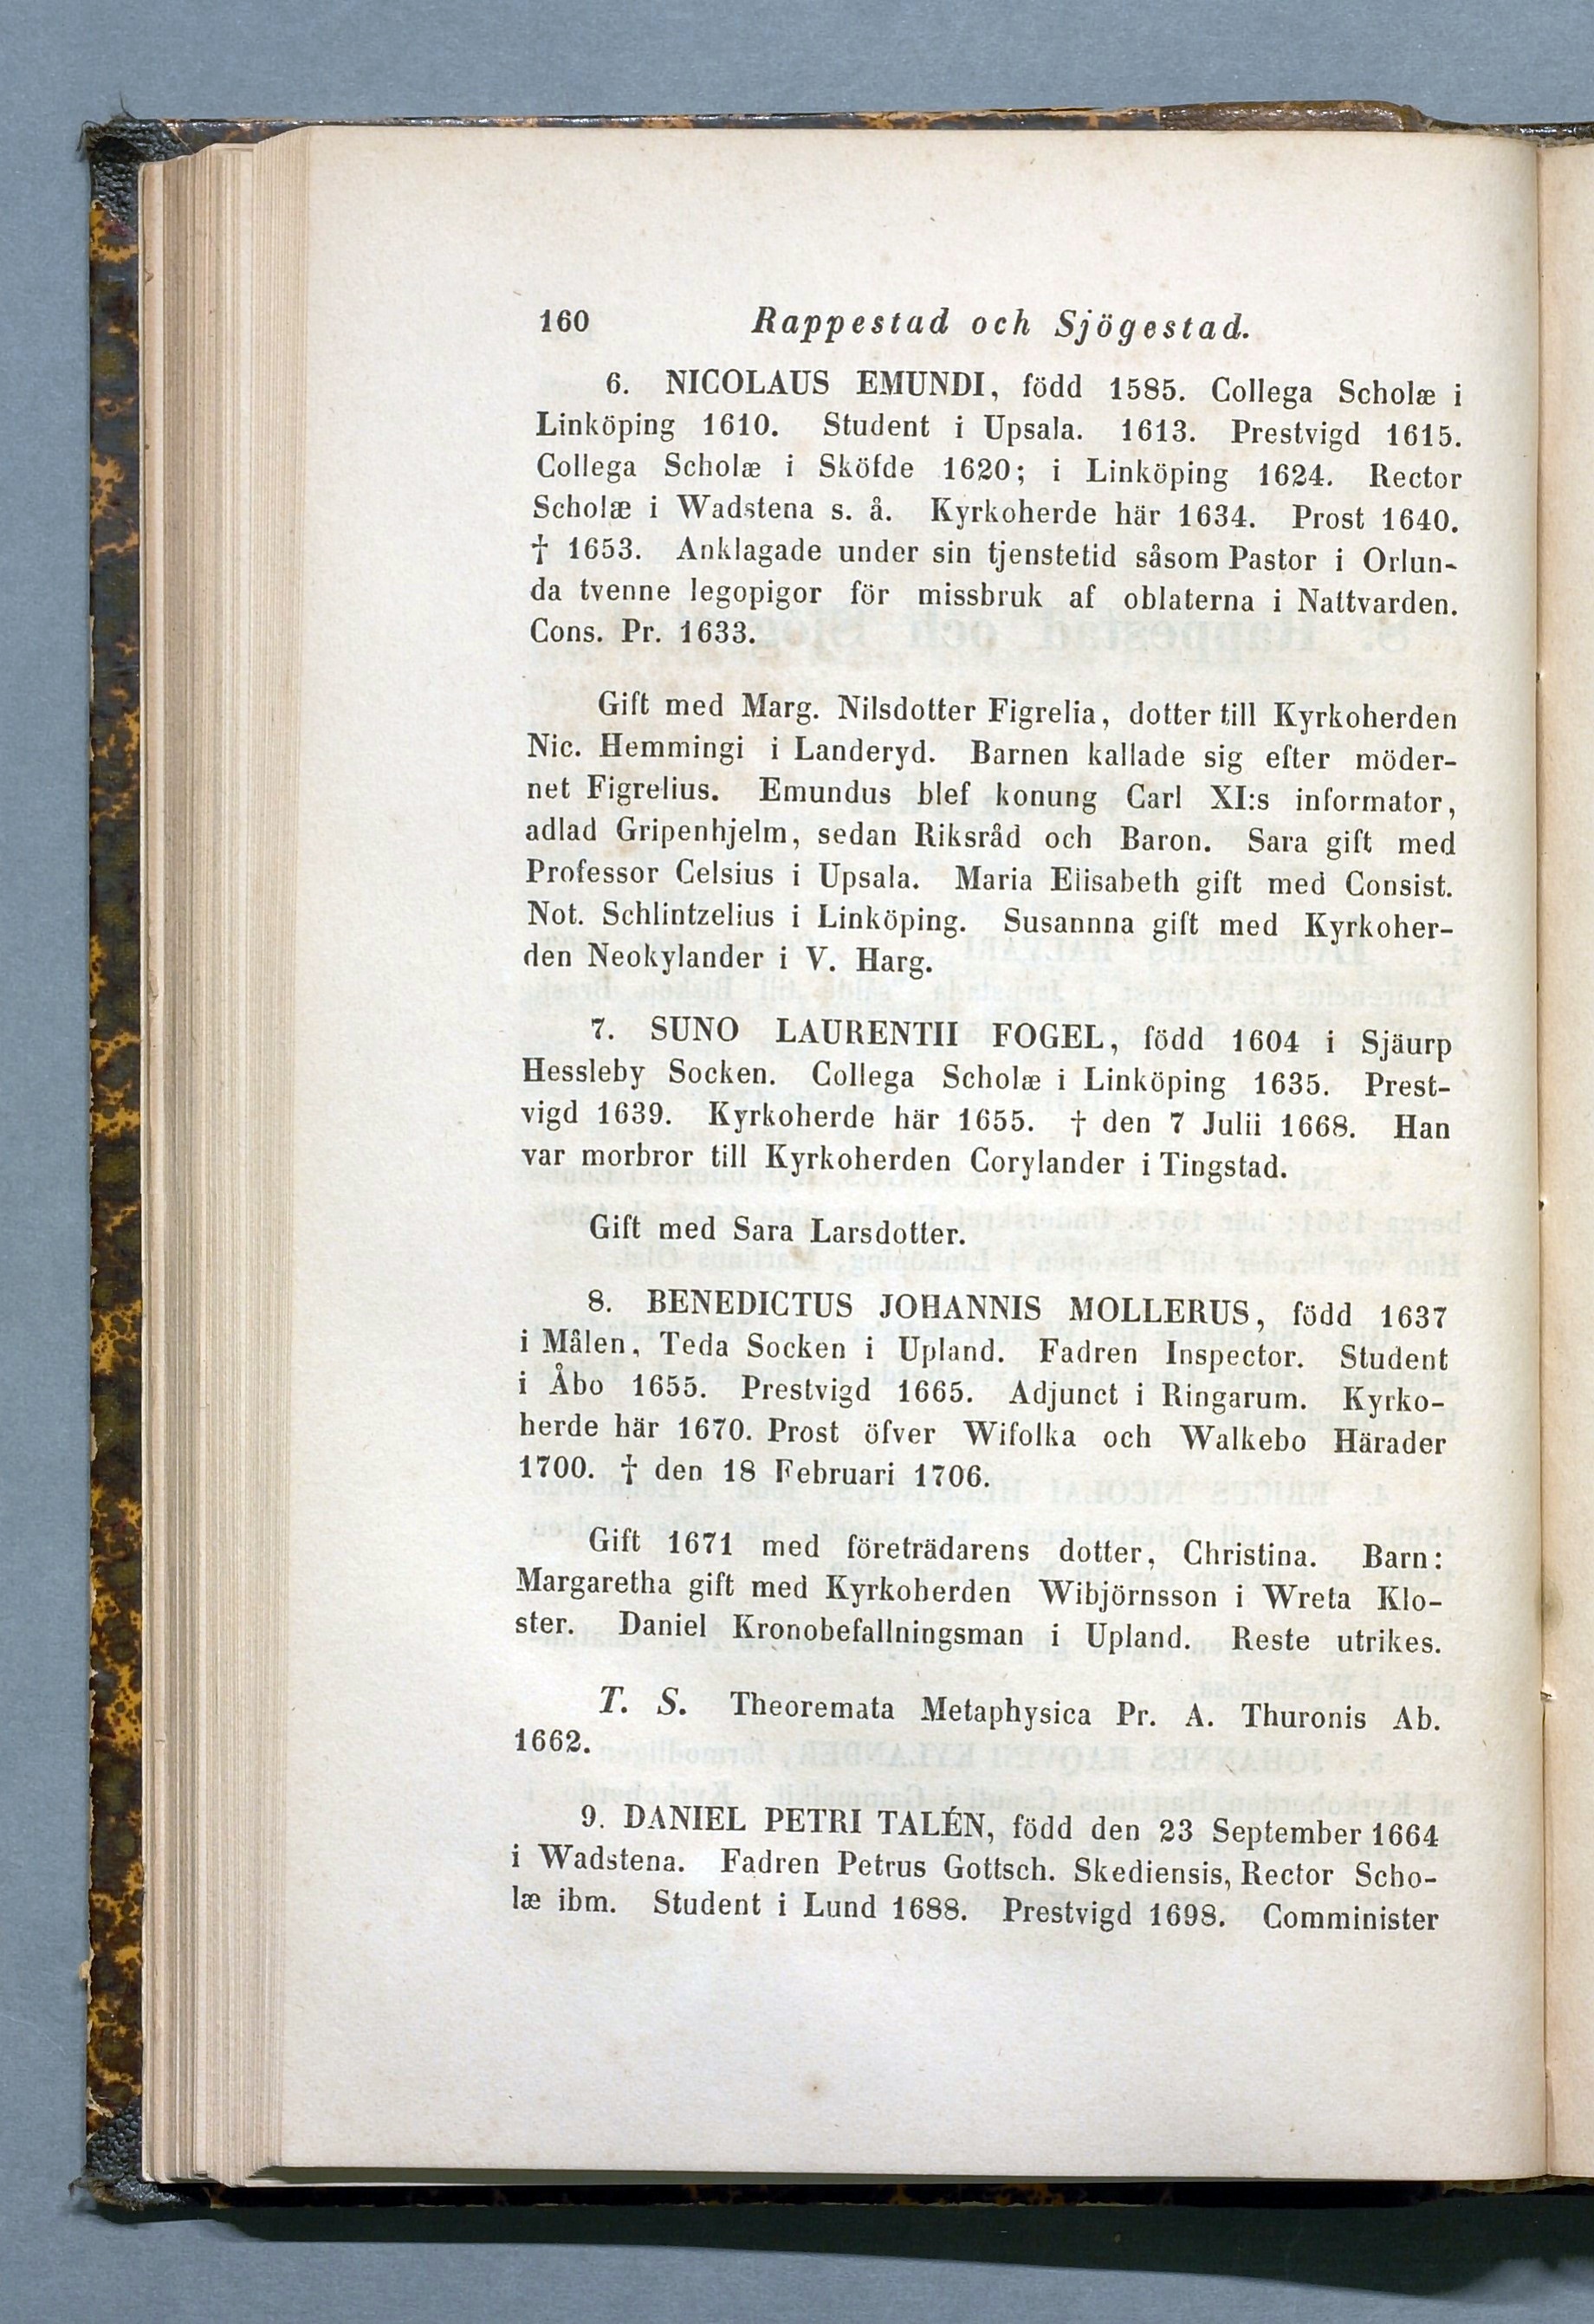 160 Rappestad och Sjögestad.
6. NICOLAUS EMUNDI, född 1585. Collega Scholæ i
Linköping 1610. Student i Upsala. 1613. Prestvigd 1615.
Collega Scholæ i Sköfde 1620; i Linköping 1624. Rector
Scholæ i Wadstena s. å. Kyrkoherde här 1634. Prost 1640.
† 1653. Anklagade under sin tjenstetid såsom Pastor i Orlun-
da tvenne legopigor för missbruk af oblaterna i Nattvarden.
Cons. Pr. 1633.
Gift med Marg. Nilsdotter Figrelia, dotter till Kyrkoherden
Nic. Hemmingi i Landeryd. Barnen kallade sig efter möder-
net Figrelius. Emundus blef konung Carl XI:s informator,
adlad Gripenhjelm, sedan Riksråd och Baron. Sara gift med
Professor Celsius i Upsala. Maria Elisabeth gift med Consist.
Not. Schlintzelius i Linköping. Susannna gift med Kyrkoher-
den Neokylander i V. Harg.
7. SUNO LAURENTII FOGEL, född 1604 i Sjäurp
Hessleby Socken. Collega Scholæ i Linköping 1635. Prest-
vigd 1639. Kyrkoherde här 1655. † den 7 Julii 1668. Han
var morbror till Kyrkoherden Corylander i Tingstad.
Gift med Sara Larsdotter.
8. BENEDICTUS JOHANNIS MOLLERUS, född 1637
i Målen, Teda Socken i Upland. Fadren Inspector. Student
i Åbo 1655. Prestvigd 1665. Adjunct i Ringarum. Kyrko-
herde här 1670. Prost öfver Wifolka och Walkebo Härader
1700. † den 18 Februari 1706.
Gift 1671 med företrädarens dotter, Christina. Barn:
Margaretha gift med Kyrkoherden Wibjörnsson i Wreta Klo-
ster. Daniel Kronobefallningsman i Upland. Reste utrikes.
T. S. Theoremata Metaphysica Pr. A. Thuronis Ab.
1662.
9. DANIEL PETRI TALÉN, född den 23 September 1664
i Wadstena. Fadren Petrus Gottsch. Skediensis, Rector Scho-
læ ibm. Student i Lund 1688. Prestvigd 1698. Comminister